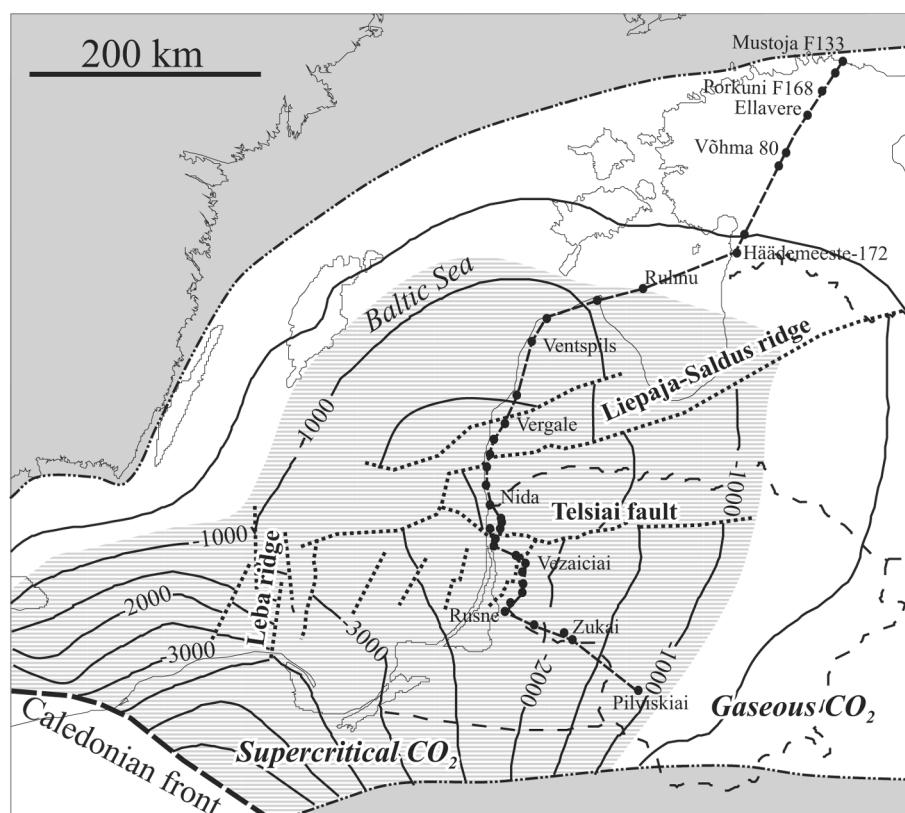 200 km
Mustoja F133
Porkuni F168
Ellavere
Võhma 80
Häädemeeste-172
Ruhnu
Baltic Sea
Ventspils
Liepaja-Saldus ridge
-1000
Vergale
-1000
Nida
Telsiai fault
-1000
Leba ridge
Vezaiciai
2000
Rusne
Zukai
-3000
-3000
-2000
-1000
Pilviskiai
Gaseous CO2
Caledonian front
Supercritical CO2